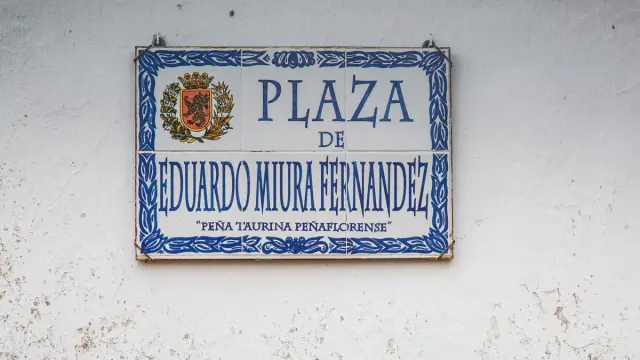 PLAZA
DE
EDUARDO MIURA FERNANDEZ
"PEÑA TAURINA PEÑAFLORENSE"